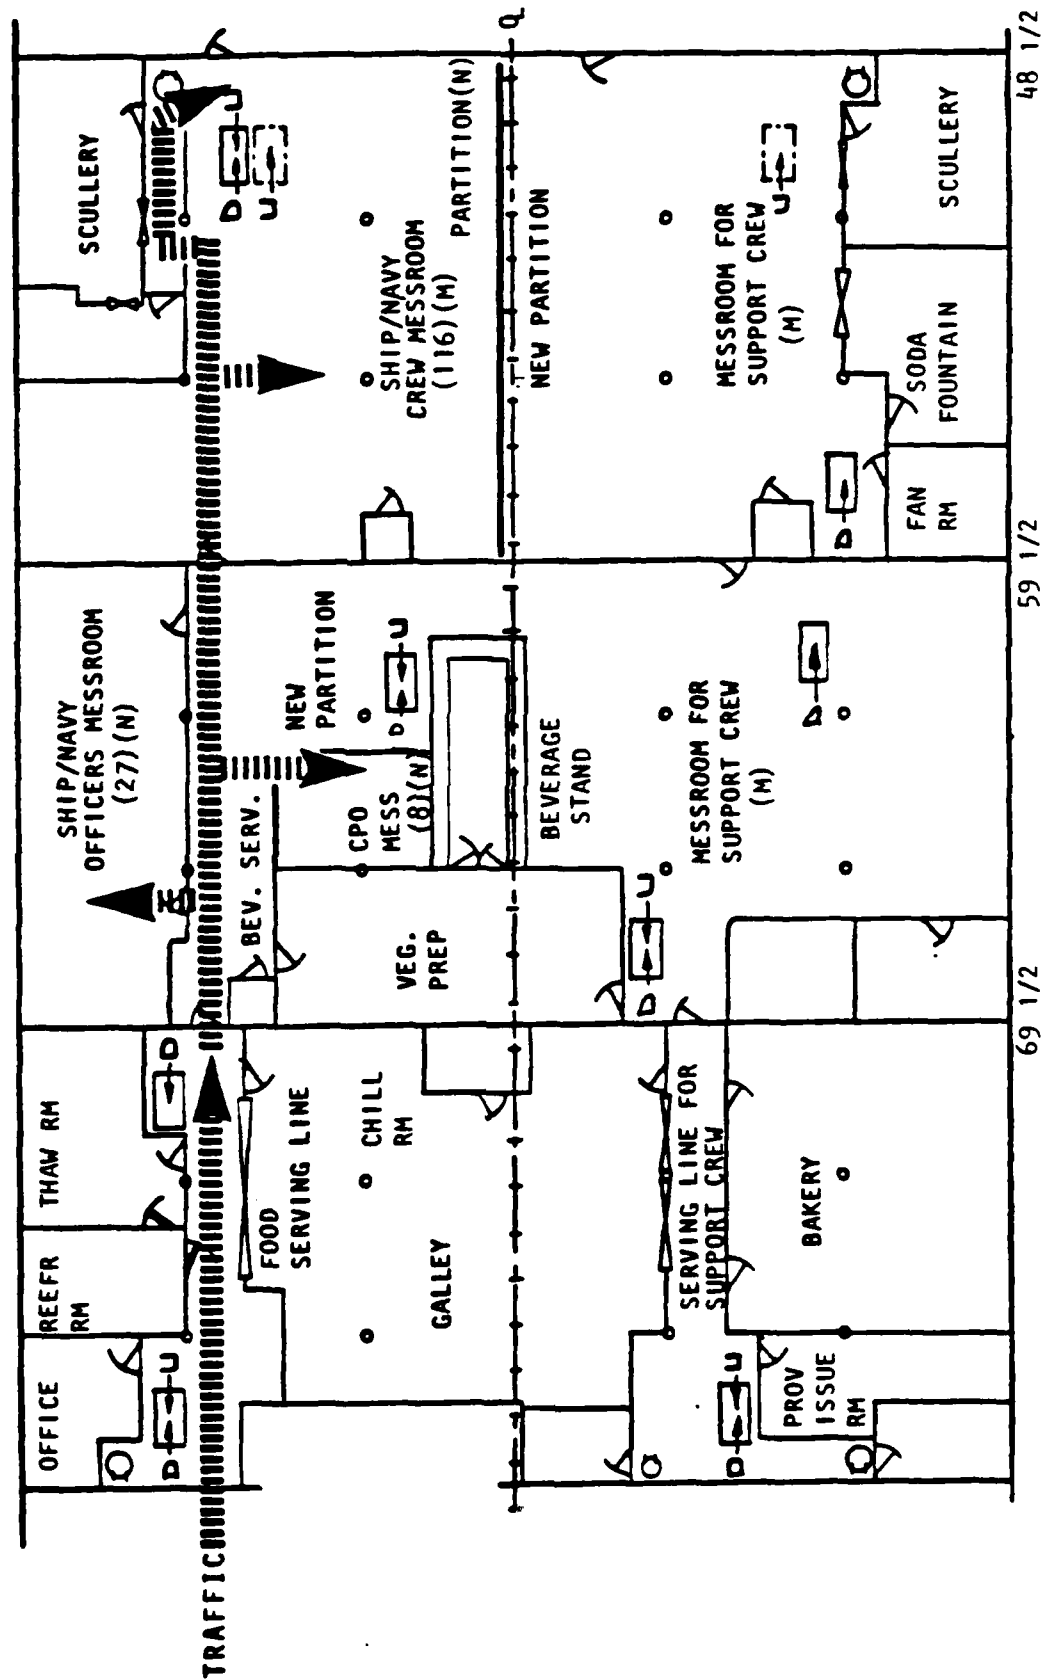 TRAFFIC
OFFICE
REEFR
RM
THAW RM
SHIP/NAVY
OFFICERS MESSROOM
(27)(N)
SCULLERY
D
U
D
BEV. SERV.
FOOD
SERVING LINE
NEW
PARTITION
D
U
D
U
U
CHILL
RM
CPO
MESS
(8)(N)
VEG.
PREP
SHIP/NAVY
CREW MESSROOM
(116)(M)
PARTITION(N)
GALLEY
NEW PARTITION
BEVERAGE
STAND
D
U
SERVING LINE FOR
SUPPORT CREW
MESSROOM FOR
SUPPORT CREW
(M)
MESSROOM FOR
SUPPORT CREW
(M)
U
D
U
D
D
PROV
ISSUE
RM
BAKERY
FAN
RM
SODA
FOUNTAIN
SCULLERY
69 1/2
59 1/2
48 1/2